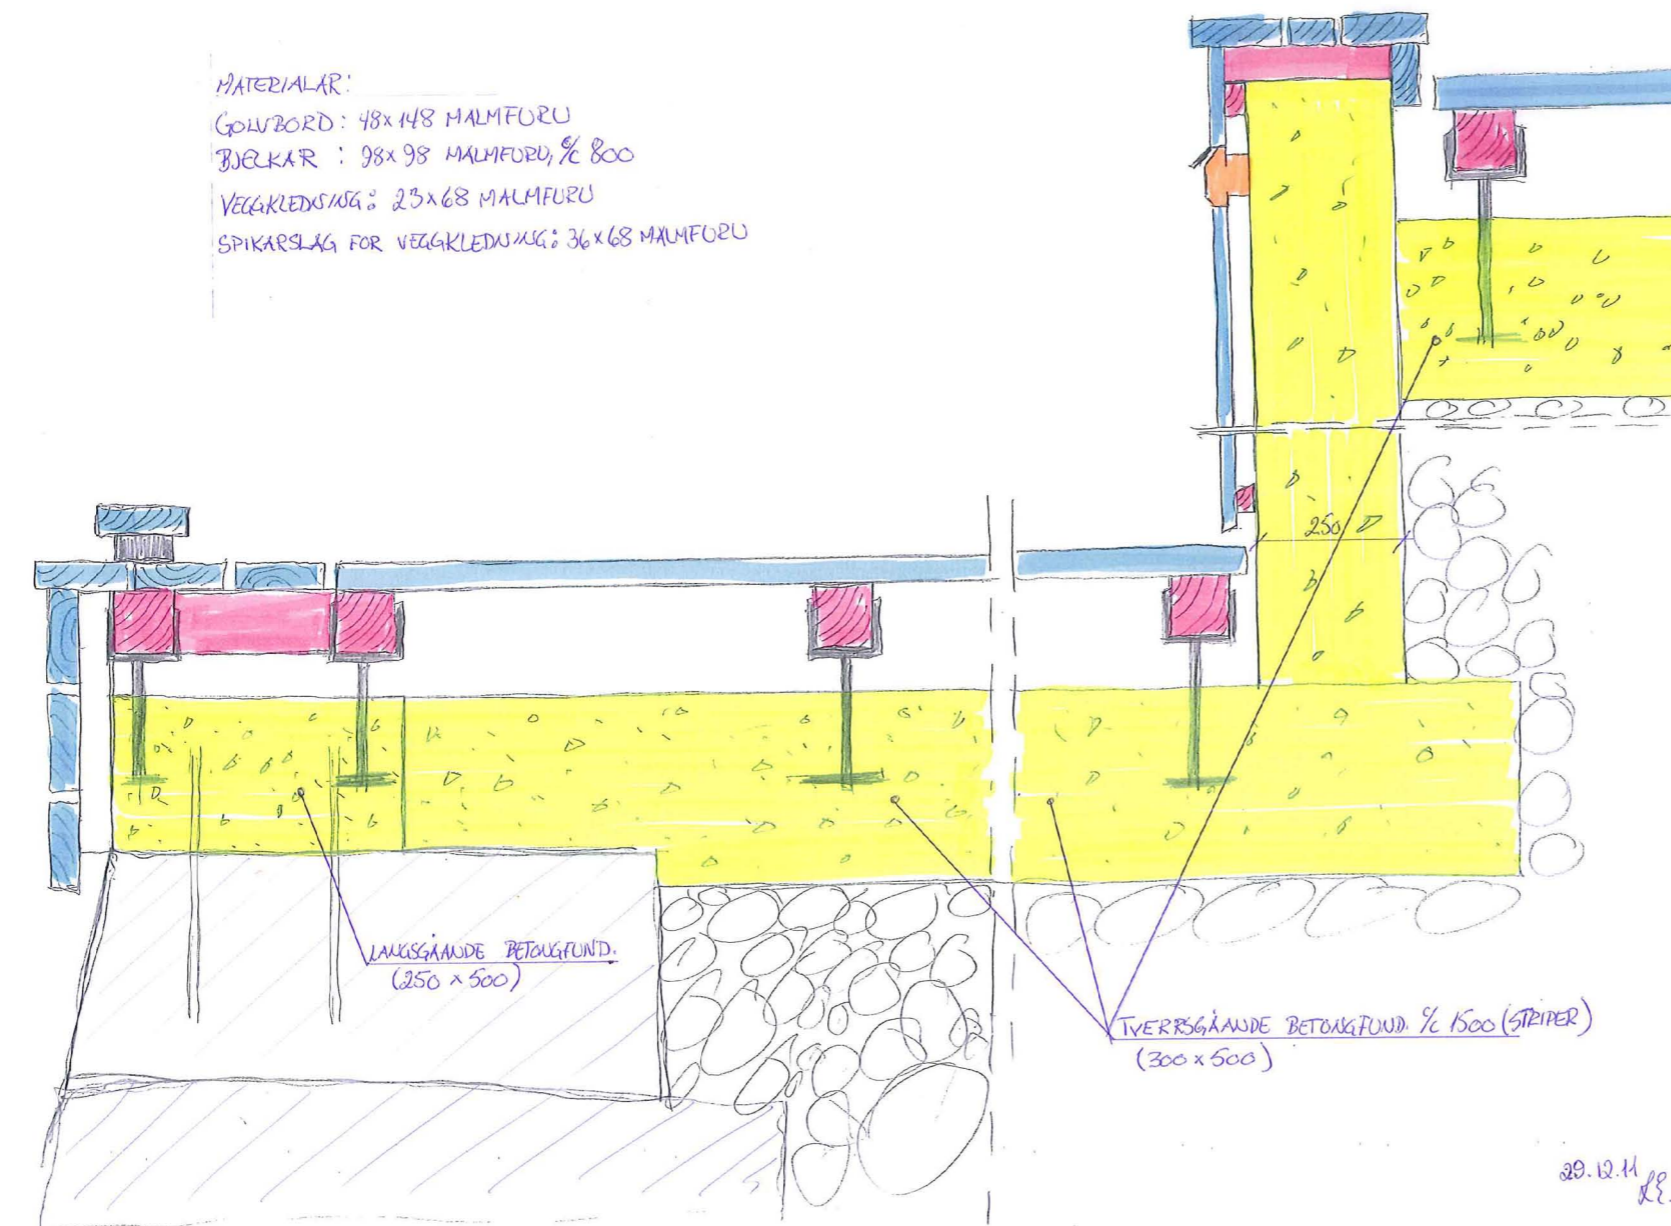 MATERIALAR:
GOLVBORD: 48x148 MALMFURU
BJELKAR : 98x98 MALMFURU, c/c 800
VEGGKLEDNING: 23x68 MALMFURU
SPIKARSLAG FOR VEGGKLEDNING: 36x68 MALMFURU
250
LANGSGÅANDE BETONGFUND.
(250 x 500)
TVERRSGÅANDE BETONGFUND. c/c 1500 (STRIPER)
(300 x 500)
29.12.11